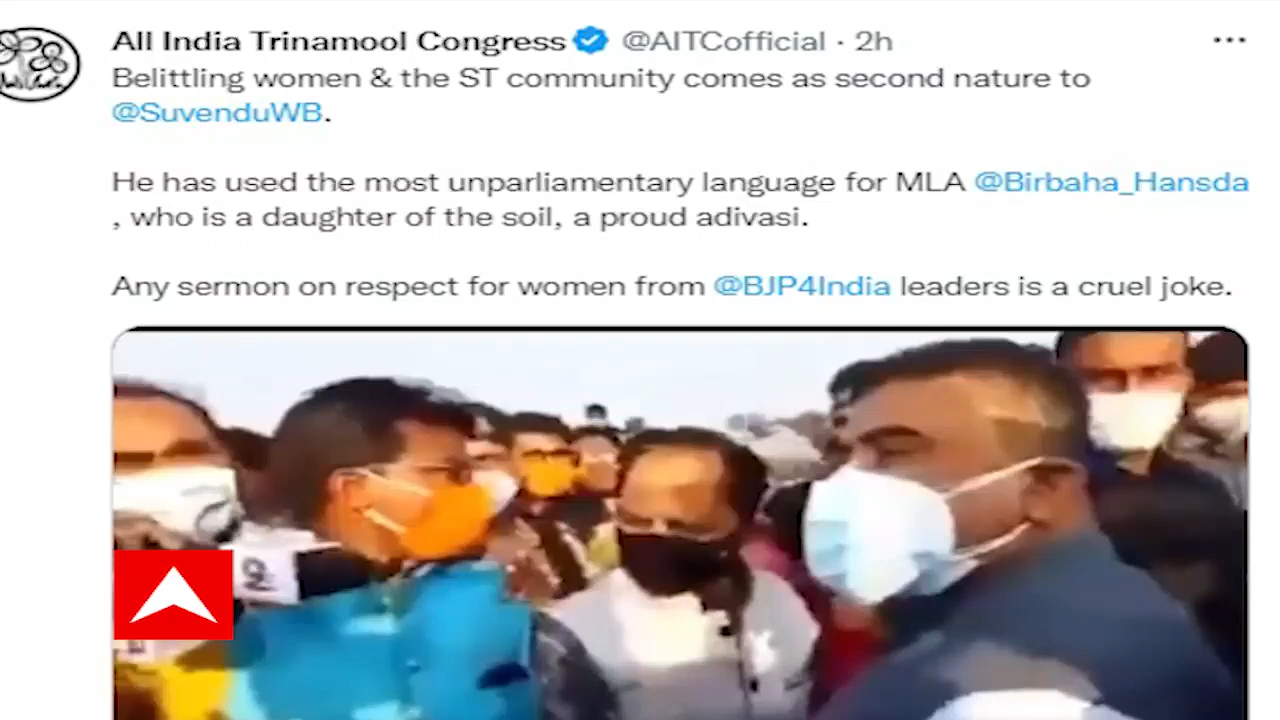 All India Trinamool Congress @AITCofficial · 2h
Belittling women & the ST community comes as second nature to
@SuvenduWB.
He has used the most unparliamentary language for MLA @Birbaha_Hansda
, who is a daughter of the soil, a proud adivasi.
Any sermon on respect for women from @BJP4India leaders is a cruel joke.